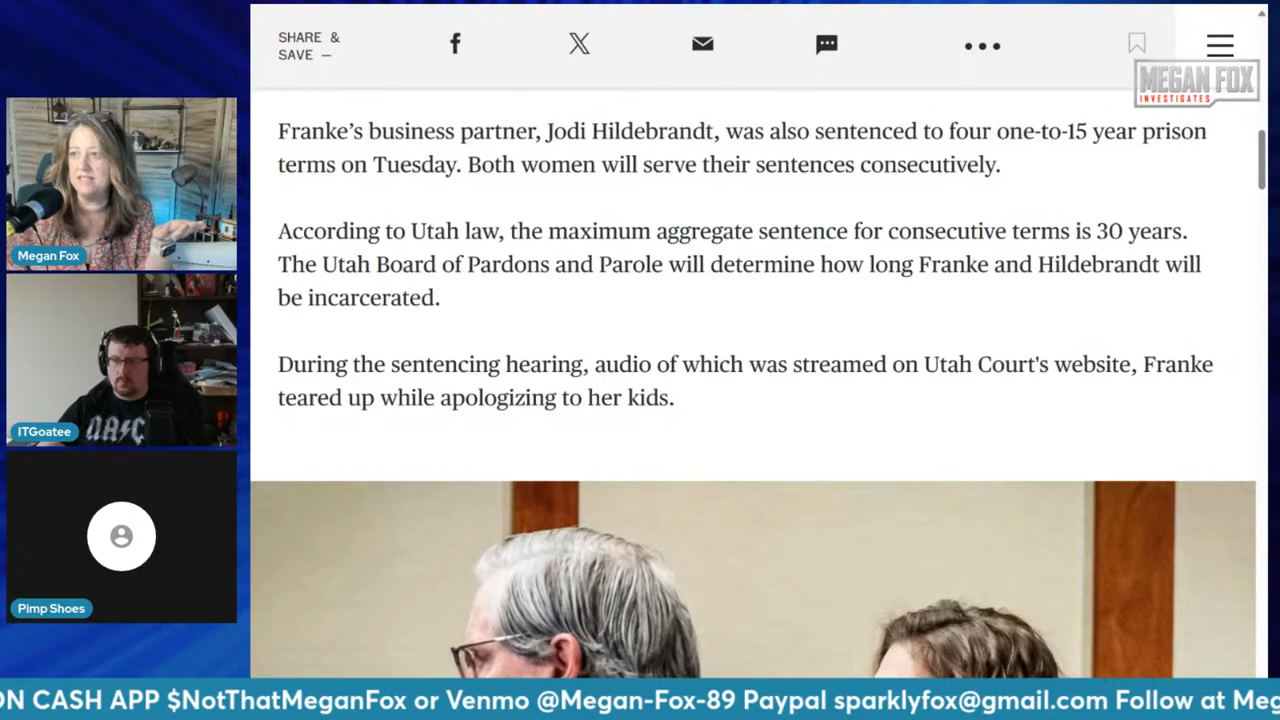 SHARE &
SAVE —
MEGAN FOX
INVESTIGATES
Franke’s business partner, Jodi Hildebrandt, was also sentenced to four one-to-15 year prison
terms on Tuesday. Both women will serve their sentences consecutively.
According to Utah law, the maximum aggregate sentence for consecutive terms is 30 years.
The Utah Board of Pardons and Parole will determine how long Franke and Hildebrandt will
be incarcerated.
During the sentencing hearing, audio of which was streamed on Utah Court's website, Franke
teared up while apologizing to her kids.
Megan Fox
ITGoatee
Pimp Shoes
ON CASH APP $NotThatMeganFox or Venmo @Megan-Fox-89 Paypal sparklyfox@gmail.com Follow at Meg